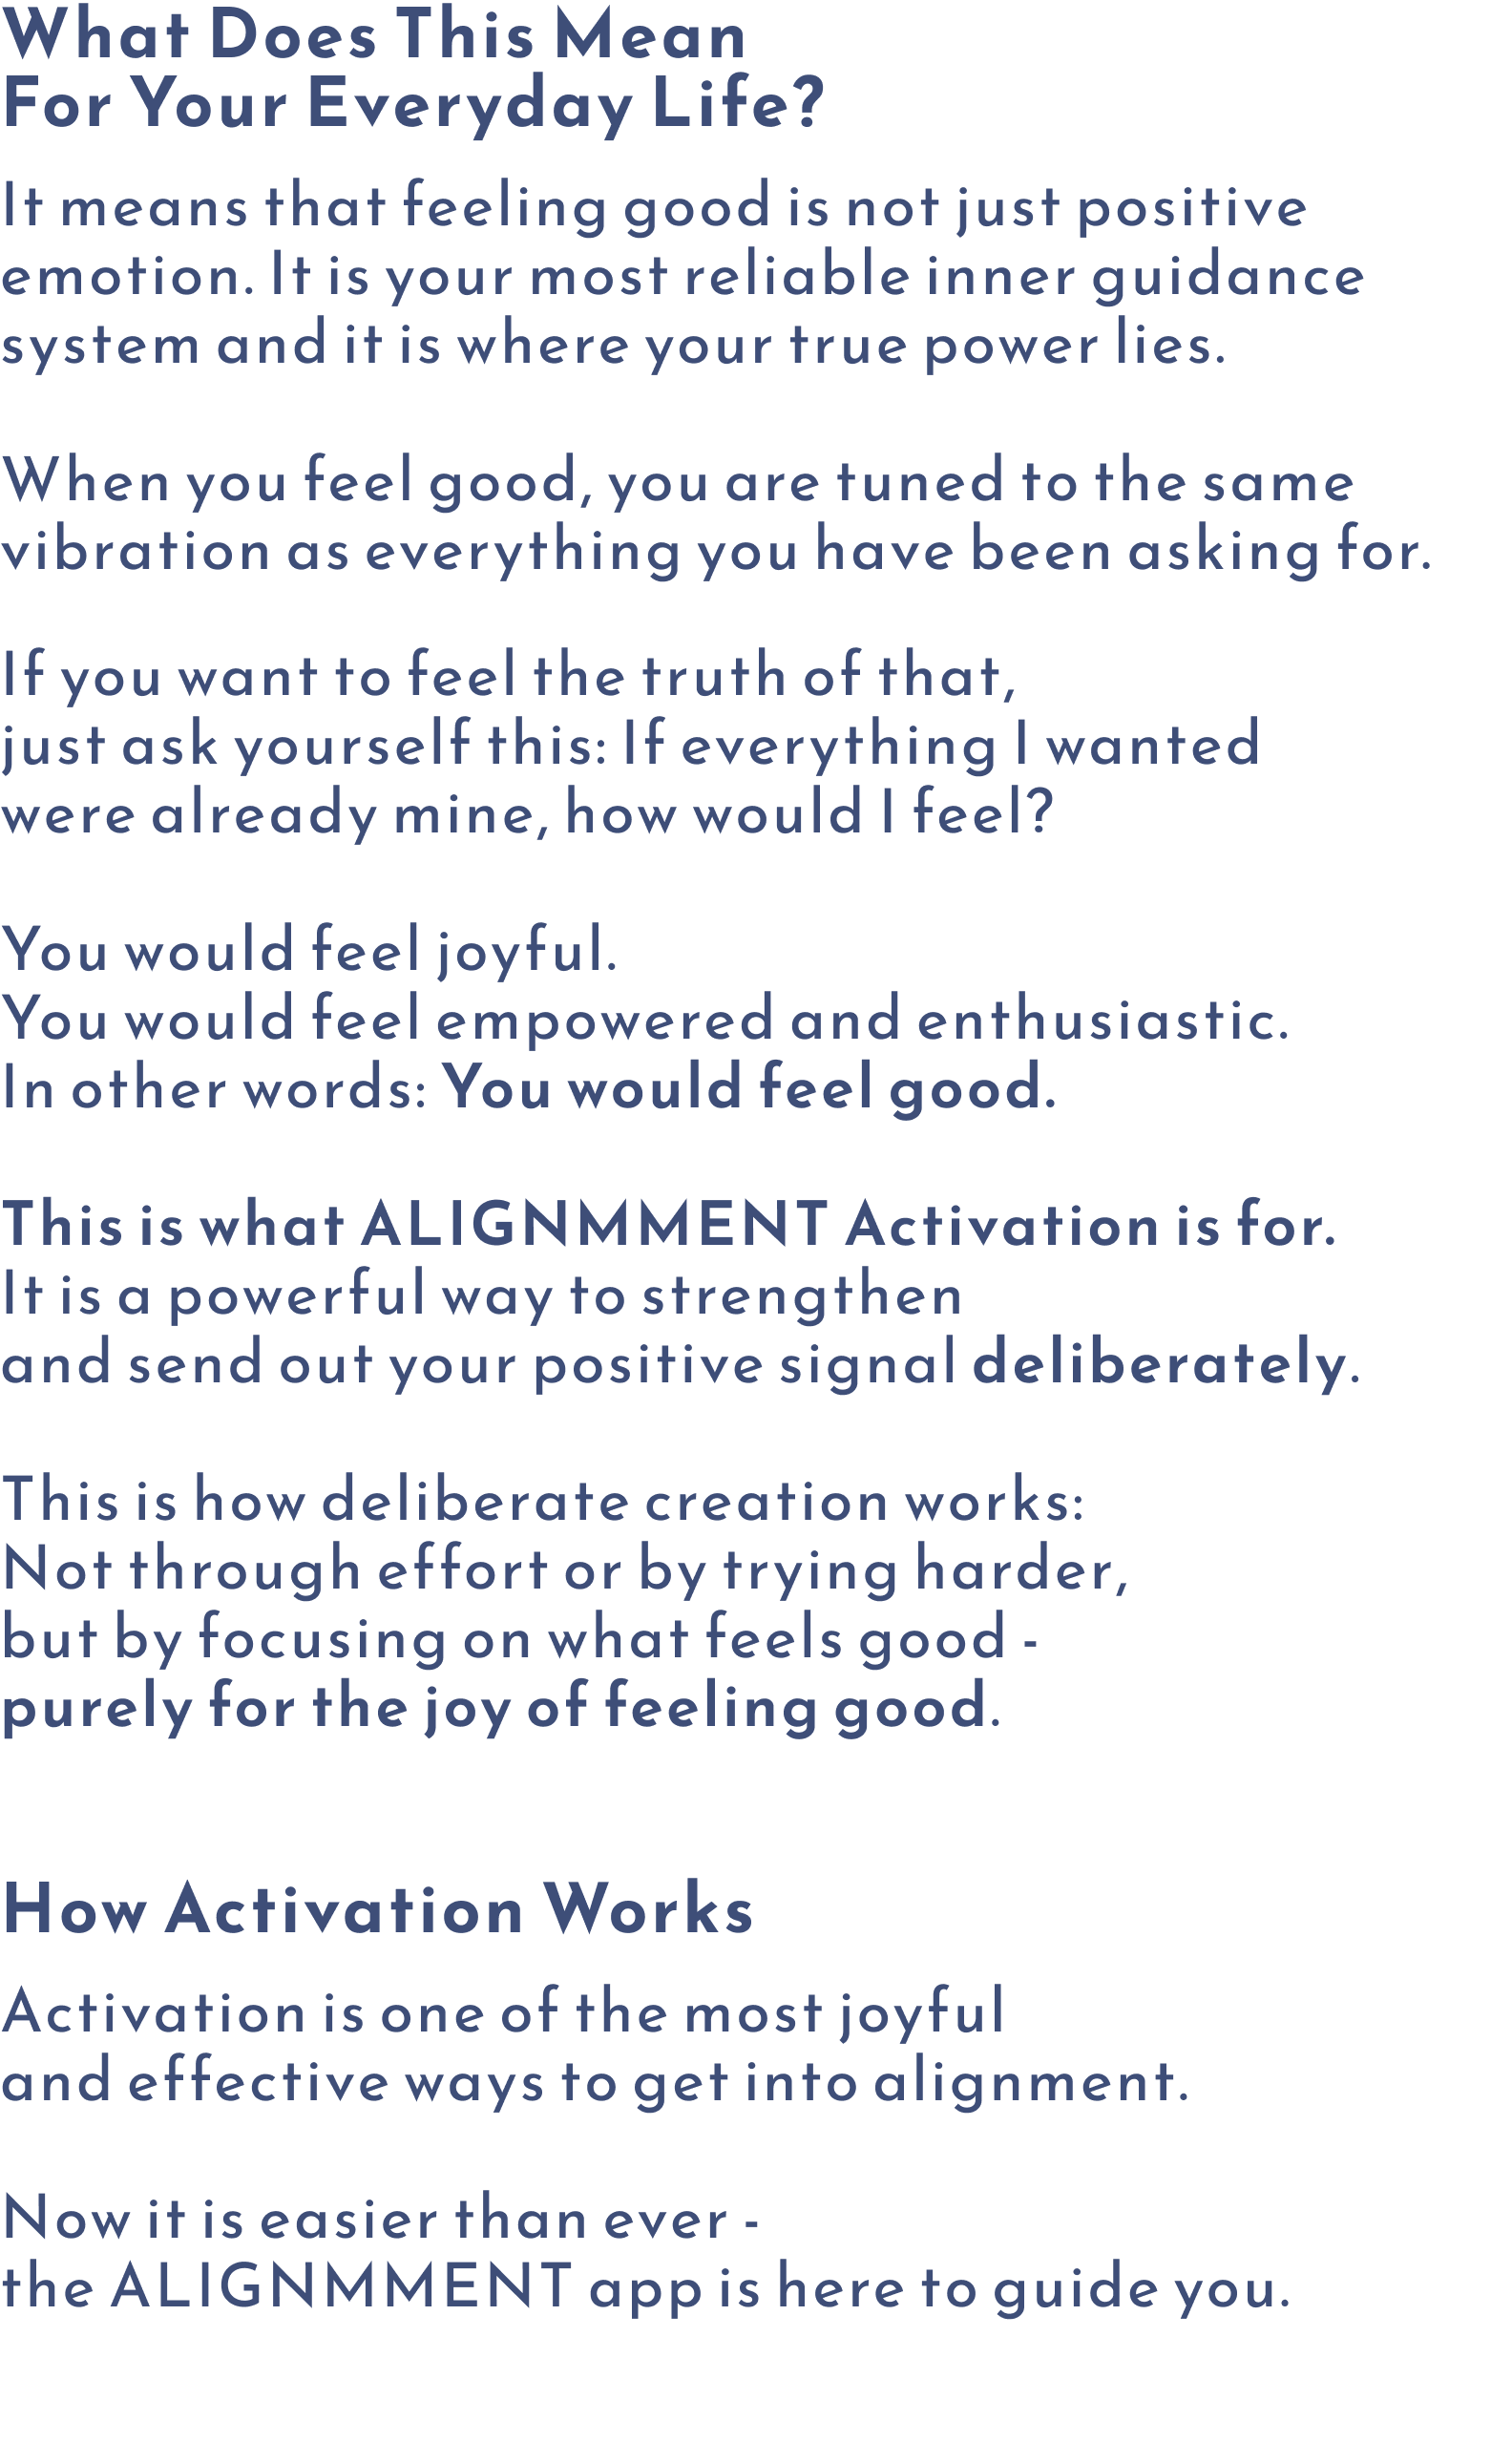 What Does This Mean
For Your Everyday Life?
It means that feeling good is not just positive
emotion. It is your most reliable inner guidance
system and it is where your true power lies.
When you feel good, you are tuned to the same
vibration as everything you have been asking for.
If you want to feel the truth of that,
just ask yourself this: If everything I wanted
were already mine, how would I feel?
You would feel joyful.
You would feel empowered and enthusiastic.
In other words: You would feel good.
This is what ALIGNMMENT Activation is for.
It is a powerful way to strengthen
and send out your positive signal deliberately.
This is how deliberate creation works:
Not through effort or by trying harder,
but by focusing on what feels good -
purely for the joy of feeling good.
How Activation Works
Activation is one of the most joyful
and effective ways to get into alignment.
Now it is easier than ever -
the ALIGNMMENT app is here to guide you.